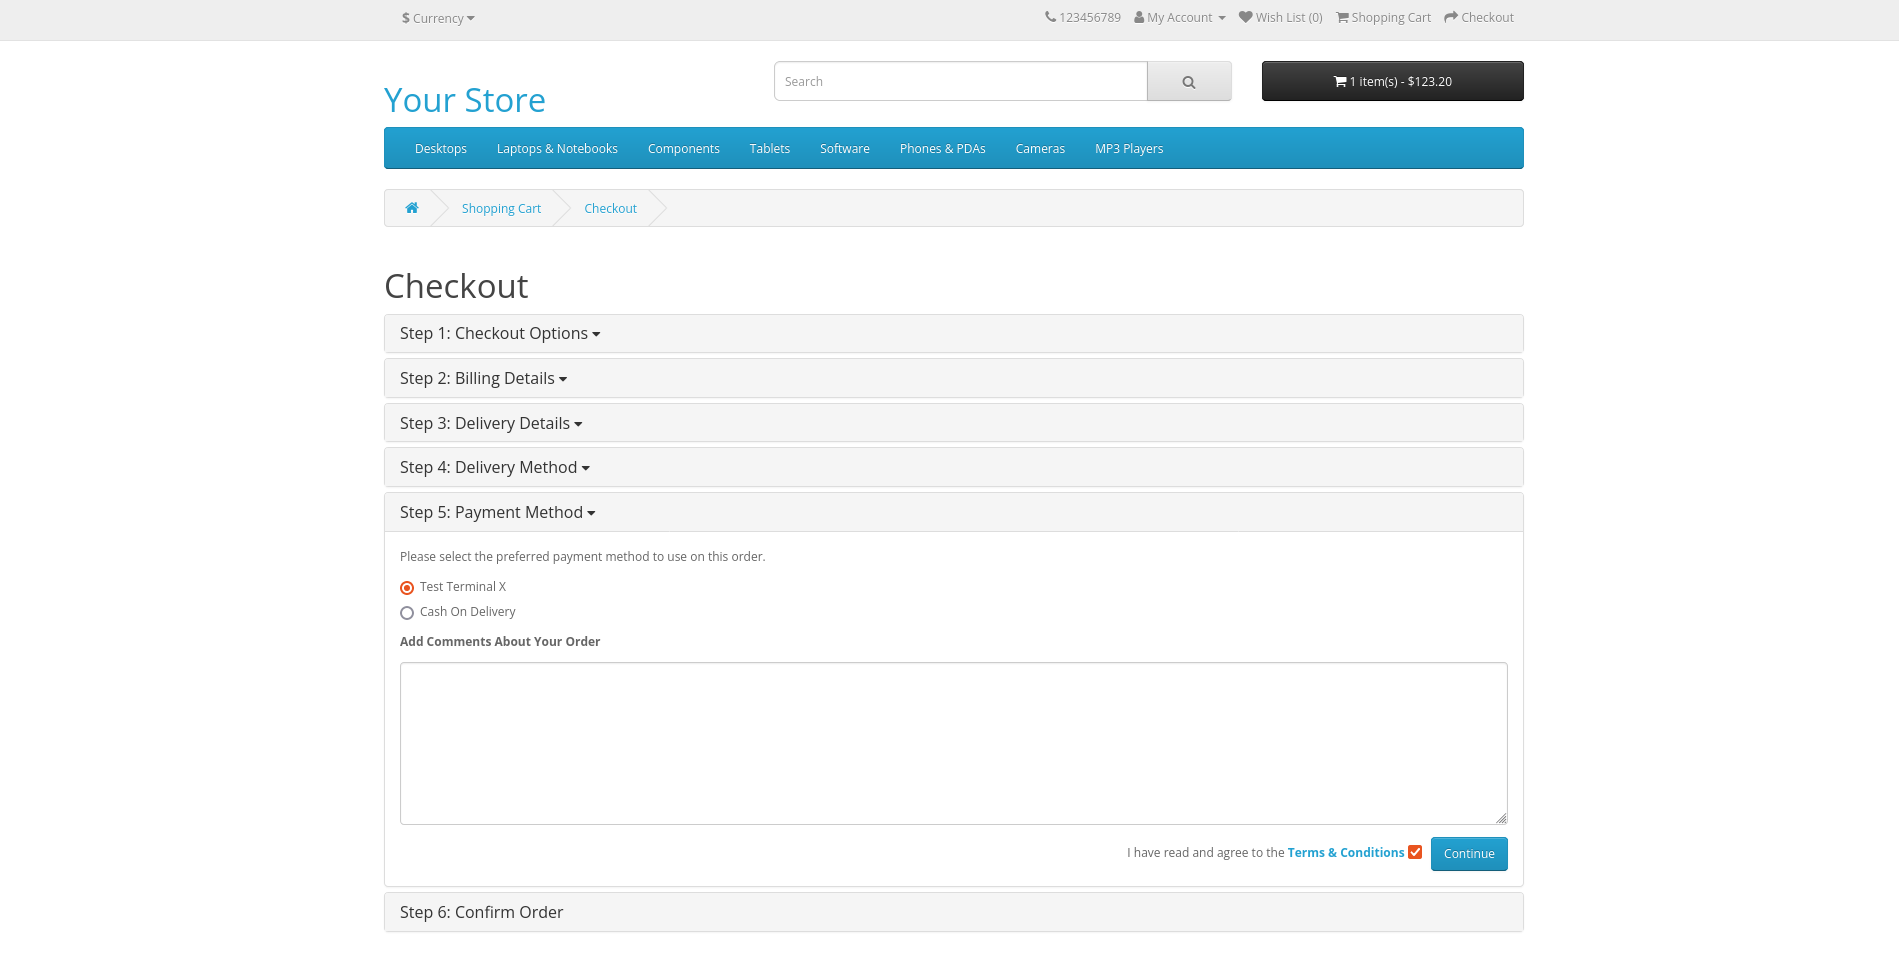 $ Currency
123456789 My Account Wish List (0) Shopping Cart Checkout
Your Store
Search
1 item(s) - $123.20
Desktops Laptops & Notebooks Components Tablets Software Phones & PDAs Cameras MP3 Players
Shopping Cart Checkout
Checkout
Step 1: Checkout Options
Step 2: Billing Details
Step 3: Delivery Details
Step 4: Delivery Method
Step 5: Payment Method
Please select the preferred payment method to use on this order.
Test Terminal X
Cash On Delivery
Add Comments About Your Order
I have read and agree to the Terms & Conditions Continue
Step 6: Confirm Order